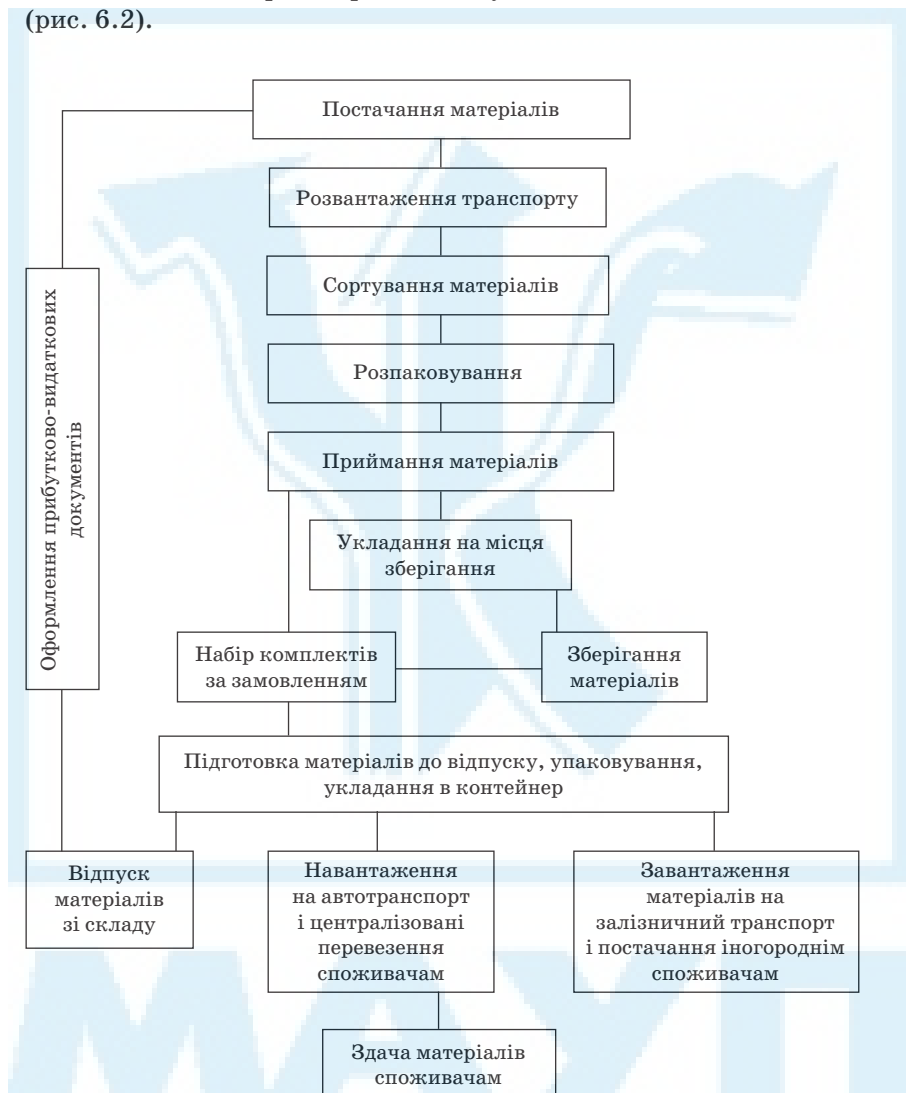 (рис. 6.2).
Постачання матеріалів
Розвантаження транспорту
Сортування матеріалів
Розпаковування
Приймання матеріалів
Укладання на місця
зберігання
Оформлення прибутково-видаткових
документів
Набір комплектів
за замовленням
Зберігання
матеріалів
Підготовка матеріалів до відпуску, упаковування,
укладання в контейнер
Відпуск
матеріалів
зі складу
Навантаження
на автотранспорт
і централізовані
перевезення
споживачам
Завантаження
матеріалів на
залізничний транспорт
і постачання іногороднім
споживачам
Здача матеріалів
споживачам
МАУП